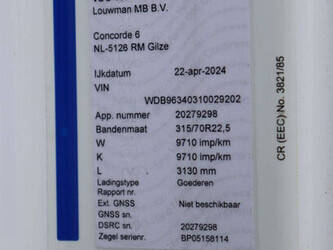 Louwman MB B.V.
Concorde 6
NL-5126 RM Gilze
IJkdatum 22-apr-2024
VIN
WDB96340310029202
App. nummer 20279298
Bandenmaat 315/70R22,5
W 9710 imp/km
K 9710 imp/km
L 3130 mm
Ladingstype Goederen
Rapport nr.
Ext. GNSS Niet beschikbaar
GNSS sn.
DSRC sn. 20279298
Zegel serienr. BP05158114
CR (EEC) No. 3821/85